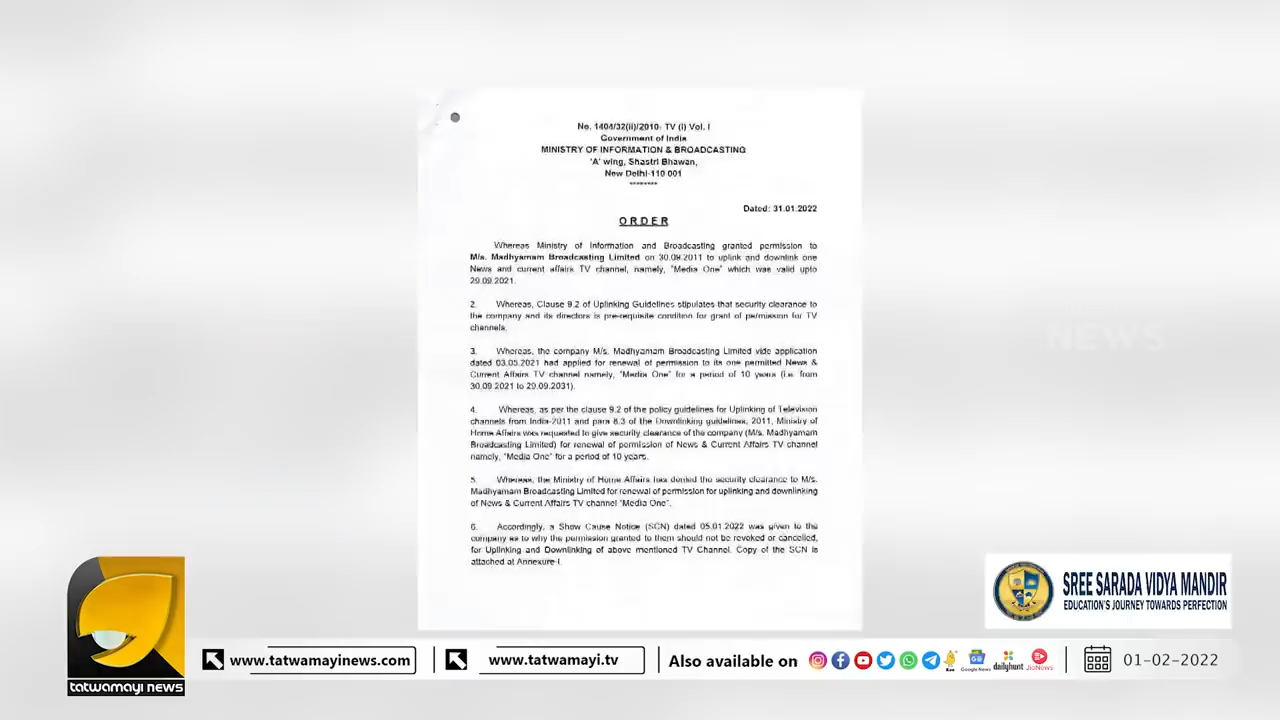 No. 1404/32(ii)/2010- TV (i) Vol. I
Government of India
MINISTRY OF INFORMATION & BROADCASTING
'A' wing, Shastri Bhawan,
New Delhi-110 001
********
Dated: 31.01.2022
ORDER
Whereas Ministry of Information and Broadcasting granted permission to
M/s. Madhyamam Broadcasting Limited on 30.09.2011 to uplink and downlink one
News and current affairs TV channel, namely, "Media One" which was valid upto
29.09.2021.
2. Whereas, Clause 9.2 of Uplinking Guidelines stipulates that security clearance to
the company and its directors is pre-requisite condition for grant of permission for TV
channels.
3. Whereas, the company M/s. Madhyamam Broadcasting Limited vide application
dated 03.05.2021 had applied for renewal of permission to its one permitted News &
Current Affairs TV channel namely, "Media One" for a period of 10 years (i.e. from
30.09.2021 to 29.09.2031).
4. Whereas, as per the clause 9.2 of the policy guidelines for Uplinking of Television
channels from India-2011 and para 8.3 of the Downlinking guidelines, 2011, Ministry of
Home Affairs was requested to give security clearance of the company (M/s. Madhyamam
Broadcasting Limited) for renewal of permission of News & Current Affairs TV channel
namely, "Media One" for a period of 10 years.
5. Whereas, the Ministry of Home Affairs has denied the security clearance to M/s.
Madhyamam Broadcasting Limited for renewal of permission for uplinking and downlinking
of News & Current Affairs TV channel "Media One".
6. Accordingly, a Show Cause Notice (SCN) dated 05.01.2022 was given to the
company as to why the permission granted to them should not be revoked or cancelled,
for Uplinking and Downlinking of above mentioned TV Channel. Copy of the SCN is
attached at Annexure-I.
NEWS
SREE SARADA VIDYA MANDIR
EDUCATION'S JOURNEY TOWARDS PERFECTION
tatwamayi news
www.tatwamayinews.com
www.tatwamayi.tv
Also available on
Koo
Google News
dailyhunt
JioNews
01-02-2022